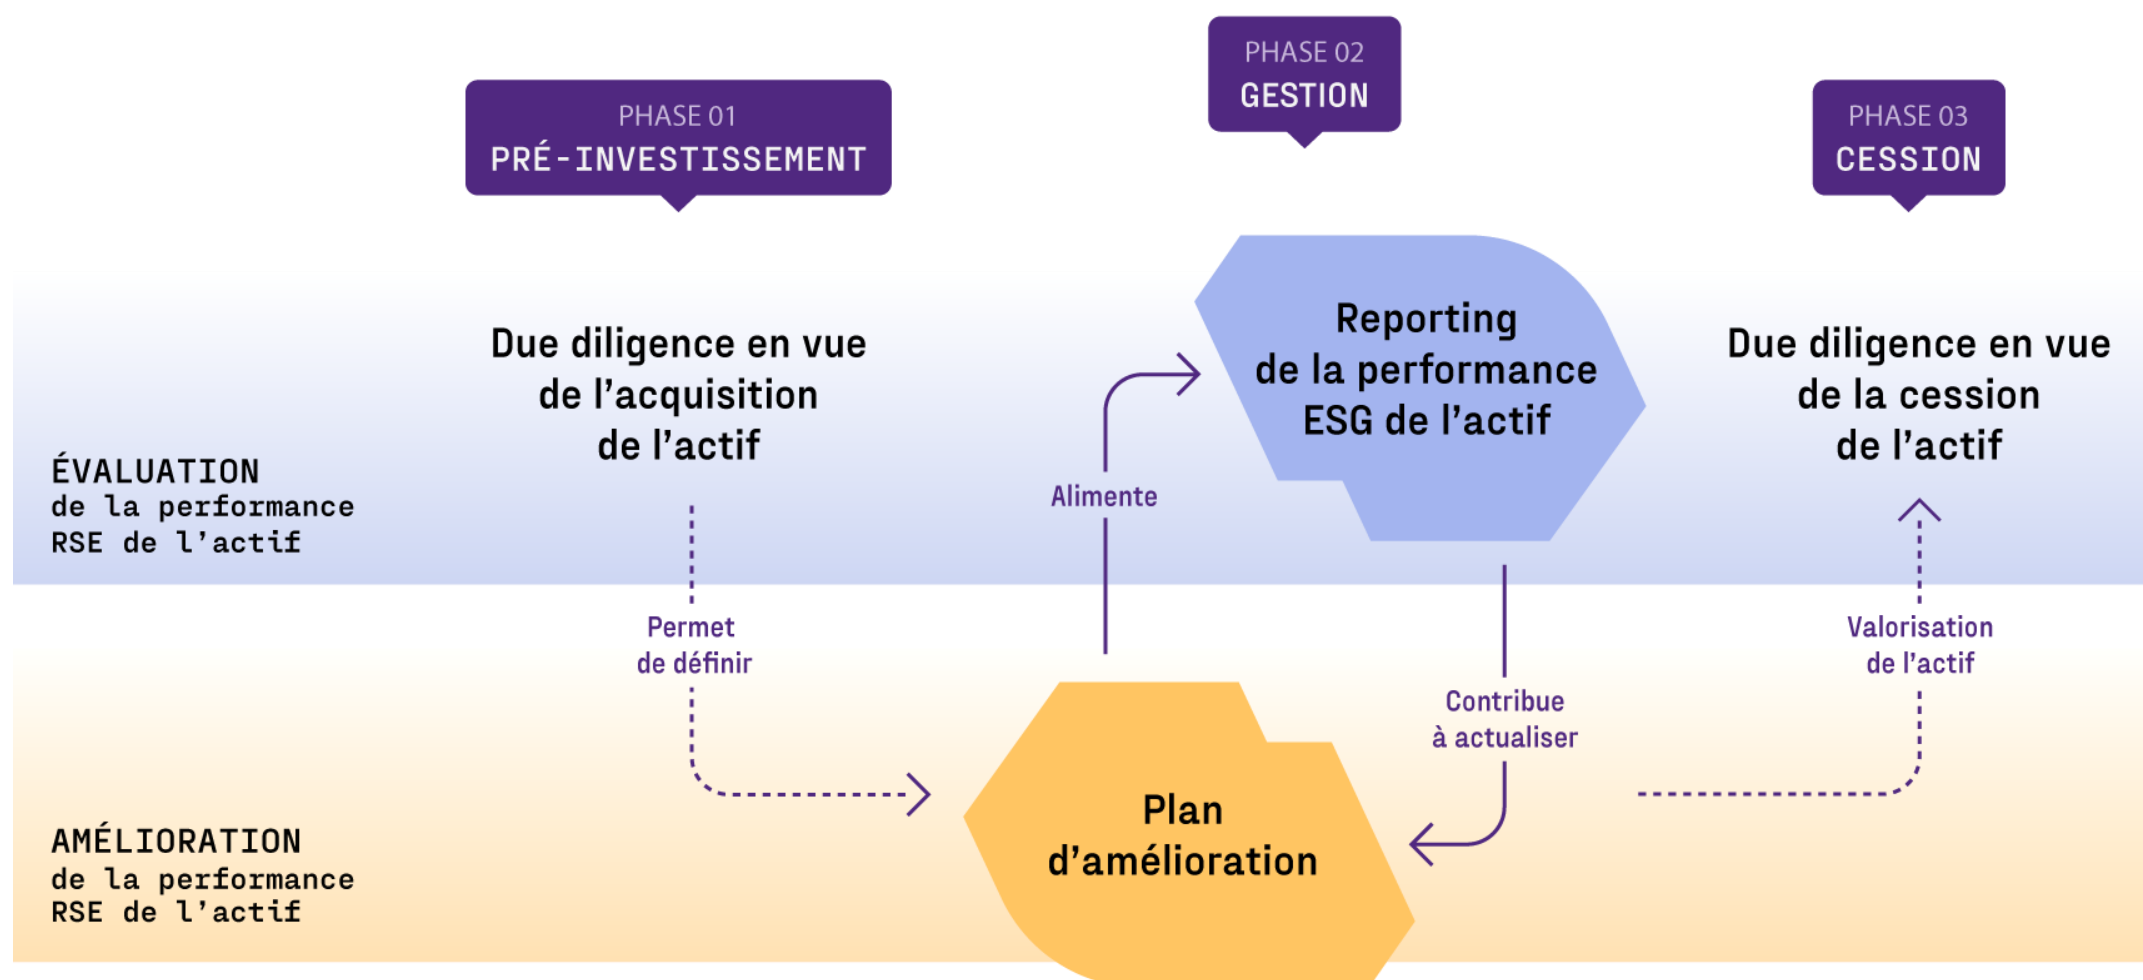 PHASE 01
PRÉ-INVESTISSEMENT
PHASE 02
GESTION
PHASE 03
CESSION
Due diligence en vue
de l’acquisition
de l’actif
Reporting
de la performance
ESG de l’actif
Due diligence en vue
de la cession
de l’actif
ÉVALUATION
de la performance
RSE de l’actif
Alimente
Permet
de définir
Contribue
à actualiser
Valorisation
de l’actif
AMÉLIORATION
de la performance
RSE de l’actif
Plan
d’amélioration